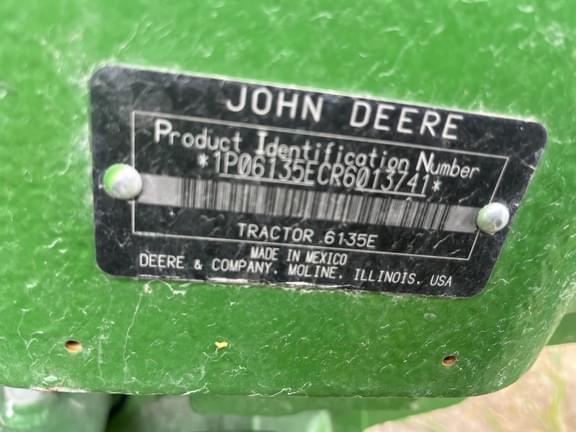 JOHN DEERE
Product Identification Number
*1P06135ECR6013741*
TRACTOR 6135E
MADE IN MEXICO
DEERE & COMPANY, MOLINE, ILLINOIS, USA